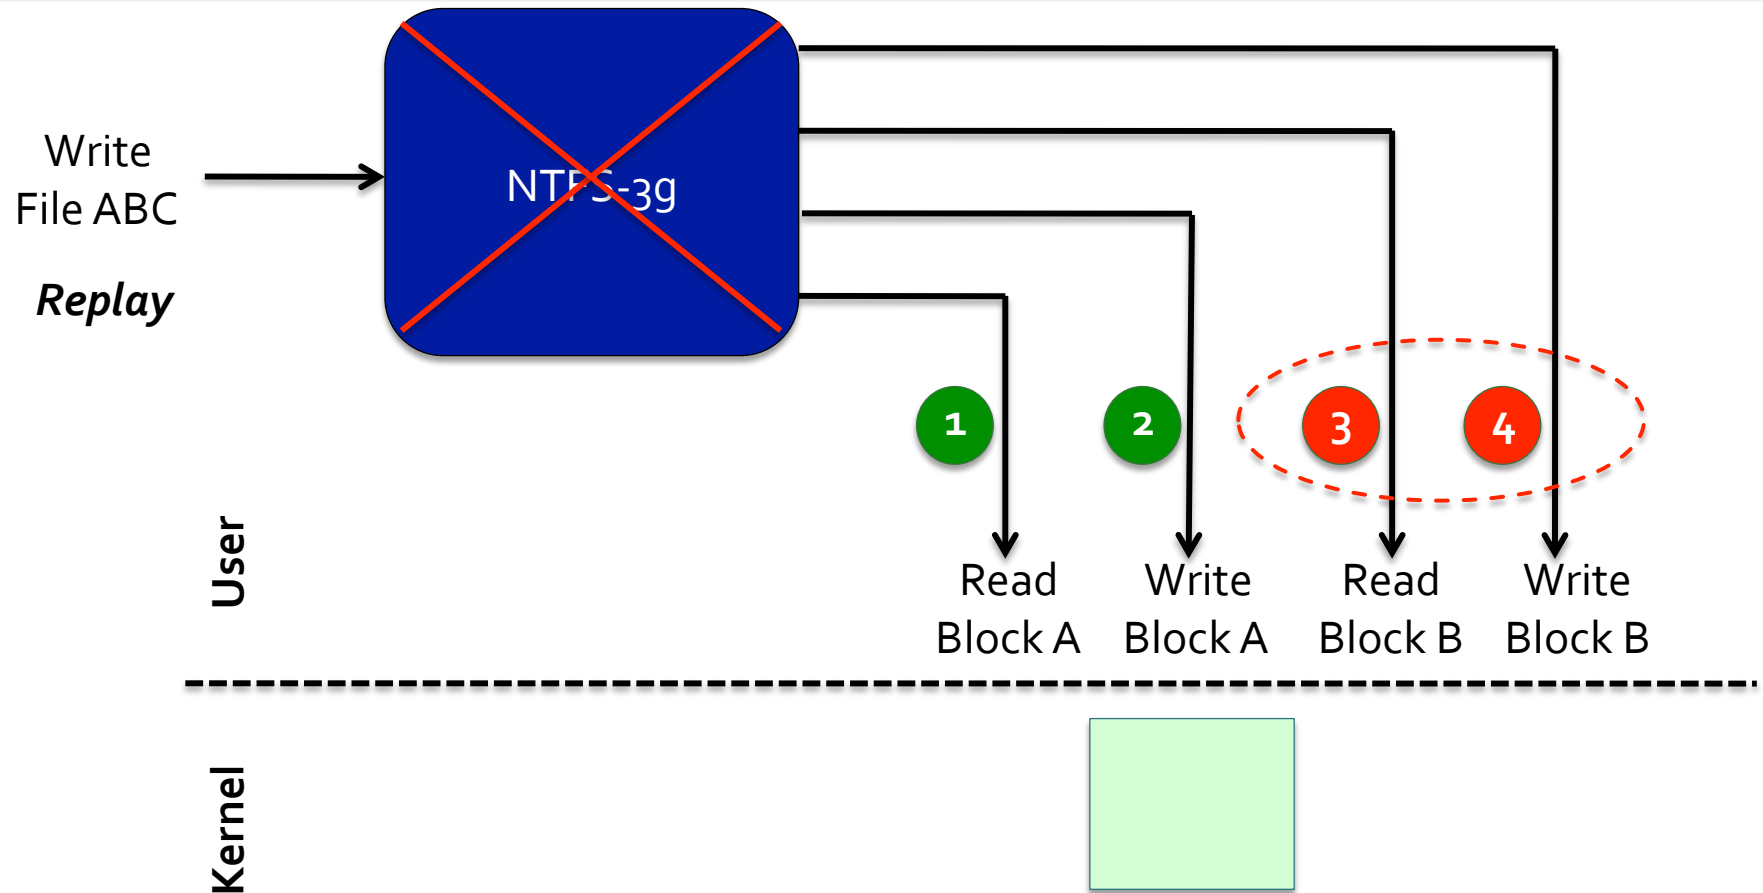 Write
File ABC
Replay
NTFS-3g
1
2
3
4
Read
Block A
Write
Block A
Read
Block B
Write
Block B
User
Kernel